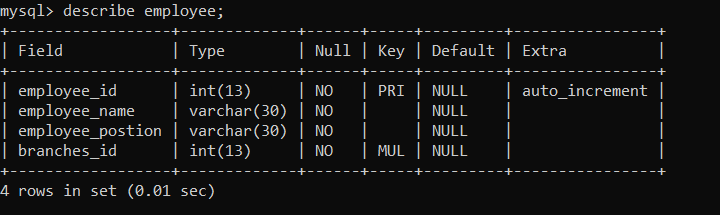 mysql> describe employee;
+------------------+-------------+------+-----+---------+----------------+
| Field            | Type        | Null | Key | Default | Extra          |
+------------------+-------------+------+-----+---------+----------------+
| employee_id      | int(13)     | NO   | PRI | NULL    | auto_increment |
| employee_name    | varchar(30) | NO   |     | NULL    |                |
| employee_postion | varchar(30) | NO   |     | NULL    |                |
| branches_id      | int(13)     | NO   | MUL | NULL    |                |
+------------------+-------------+------+-----+---------+----------------+
4 rows in set (0.01 sec)